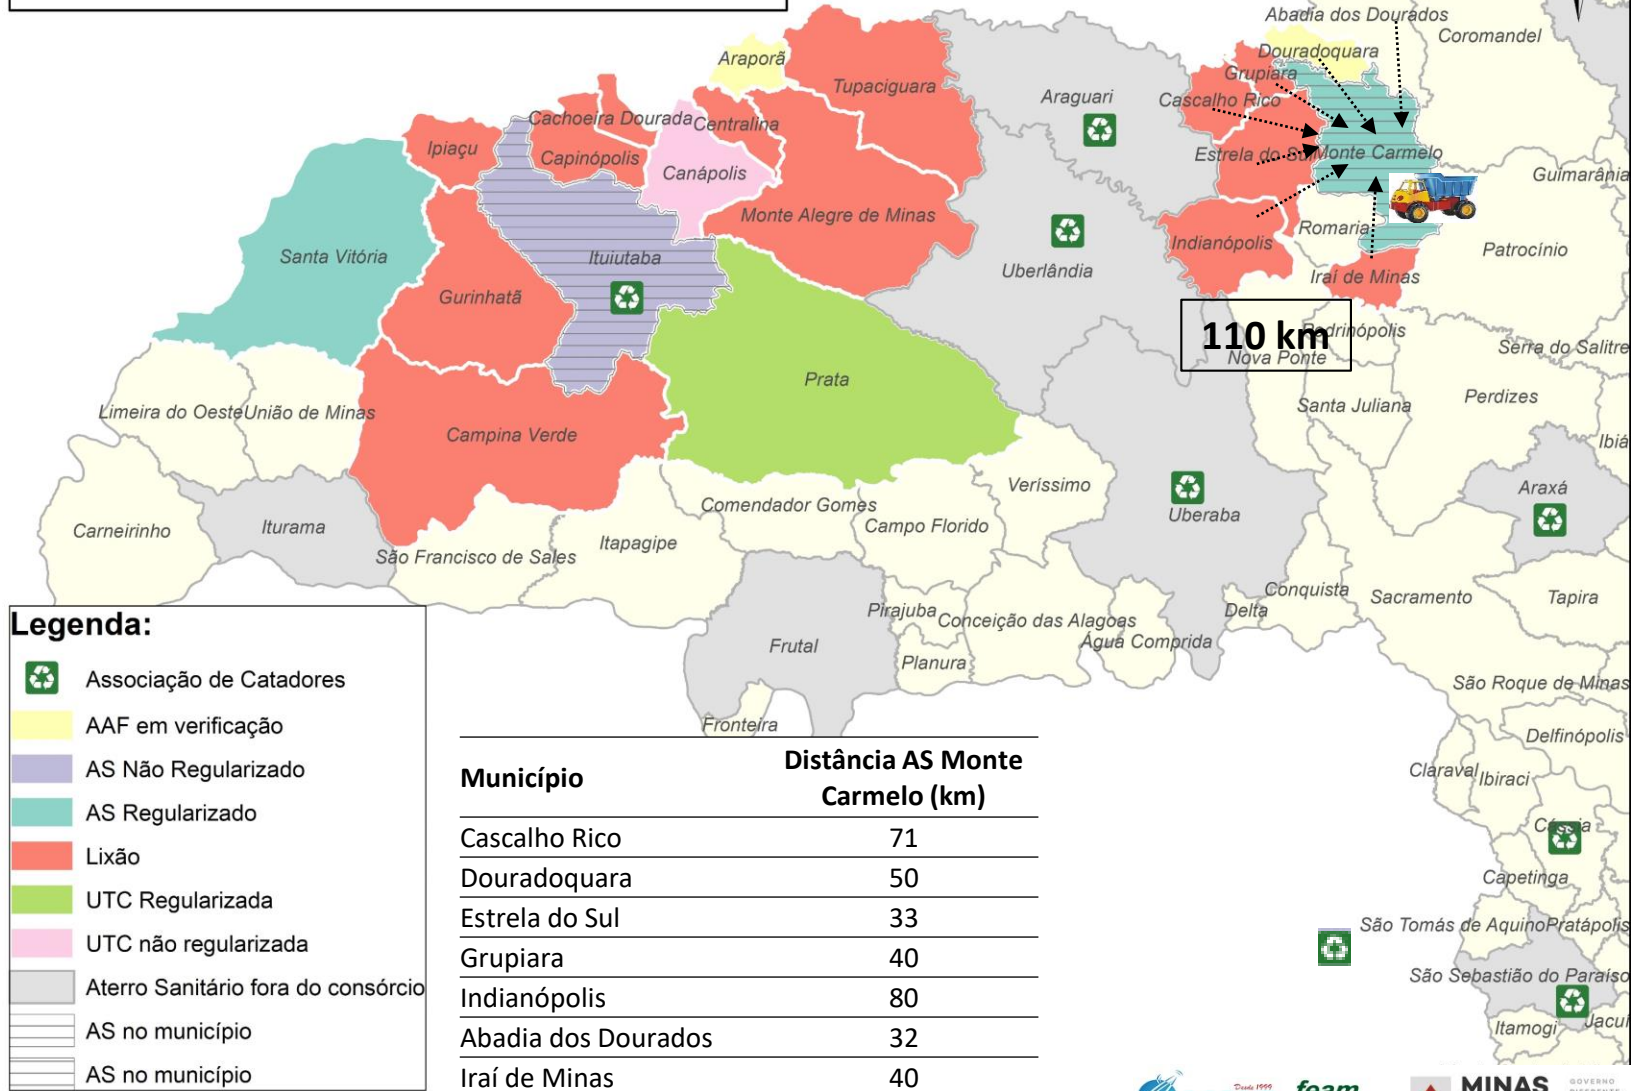 Abadia dos Dourados
Coromandel
Douradoquara
Araporã
Grupiara
Tupaciguara
Araguari
Cascalho Rico
Cachoeira Dourada
Centralina
Ipiaçu
Capinópolis
Estrela do Sul
Monte Carmelo
Canápolis
Guimarânia
Monte Alegre de Minas
Romaria
Indianópolis
Patrocínio
Santa Vitória
Ituiutaba
Uberlândia
Iraí de Minas
Gurinhatã
110 km
Pedrinópolis
Serra do Salitre
Nova Ponte
Prata
Perdizes
Santa Juliana
Limeira do Oeste
União de Minas
Campina Verde
Ibiá
Veríssimo
Araxá
Comendador Gomes
Uberaba
Campo Florido
Carneirinho
Iturama
Itapagipe
São Francisco de Sales
Conquista
Sacramento
Tapira
Pirajuba
Delta
Conceição das Alagoas
Água Comprida
Frutal
Planura
São Roque de Minas
Fronteira
Delfinópolis
Claraval
Ibiraci
Cássia
Capetinga
São Tomás de Aquino
Pratápolis
São Sebastião do Paraíso
Itamogi
Jacuí
Legenda:
Associação de Catadores
AAF em verificação
AS Não Regularizado
AS Regularizado
Lixão
UTC Regularizada
UTC não regularizada
Aterro Sanitário fora do consórcio
AS no município
AS no município
Município Distância AS Monte
Carmelo (km)
Cascalho Rico 71
Douradoquara 50
Estrela do Sul 33
Grupiara 40
Indianópolis 80
Abadia dos Dourados 32
Iraí de Minas 40
Desde 1999
feam
MINAS
GOVERNO